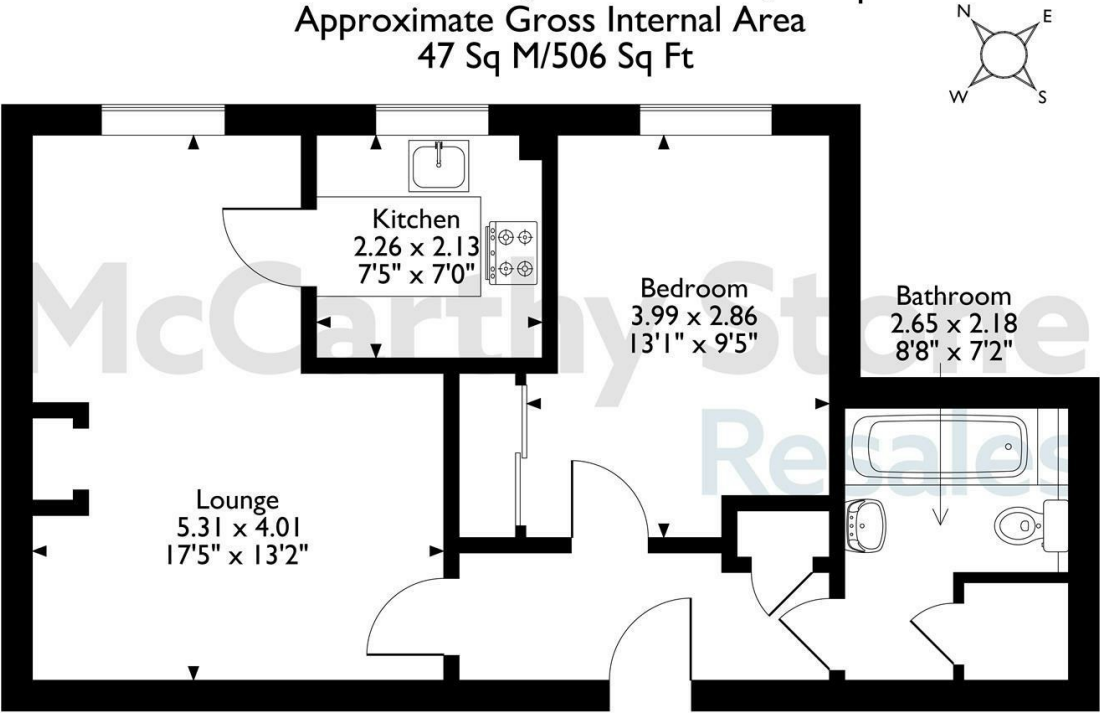 Approximate Gross Internal Area
47 Sq M/506 Sq Ft
N
E
W
S
Kitchen
2.26 x 2.13
7'5" x 7'0"
Bedroom
3.99 x 2.86
13'1" x 9'5"
Bathroom
2.65 x 2.18
8'8" x 7'2"
McCarthy Stone
Resales
Lounge
5.31 x 4.01
17'5" x 13'2"